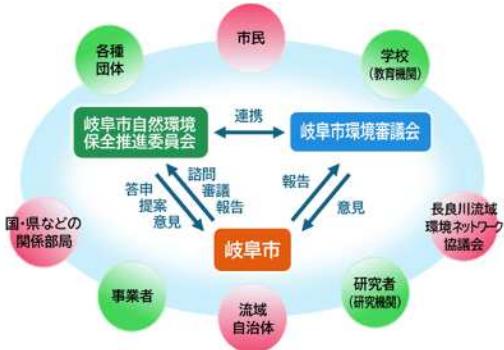 市民
各種
団体
学校
(教育機関)
岐阜市自然環境
保全推進委員会
連携
岐阜市環境審議会
答申
提案
意見
諮問
審議
報告
報告
意見
国・県などの
関係部局
岐阜市
長良川流域
環境ネットワーク
協議会
事業者
流域
自治体
研究者
(研究機関)